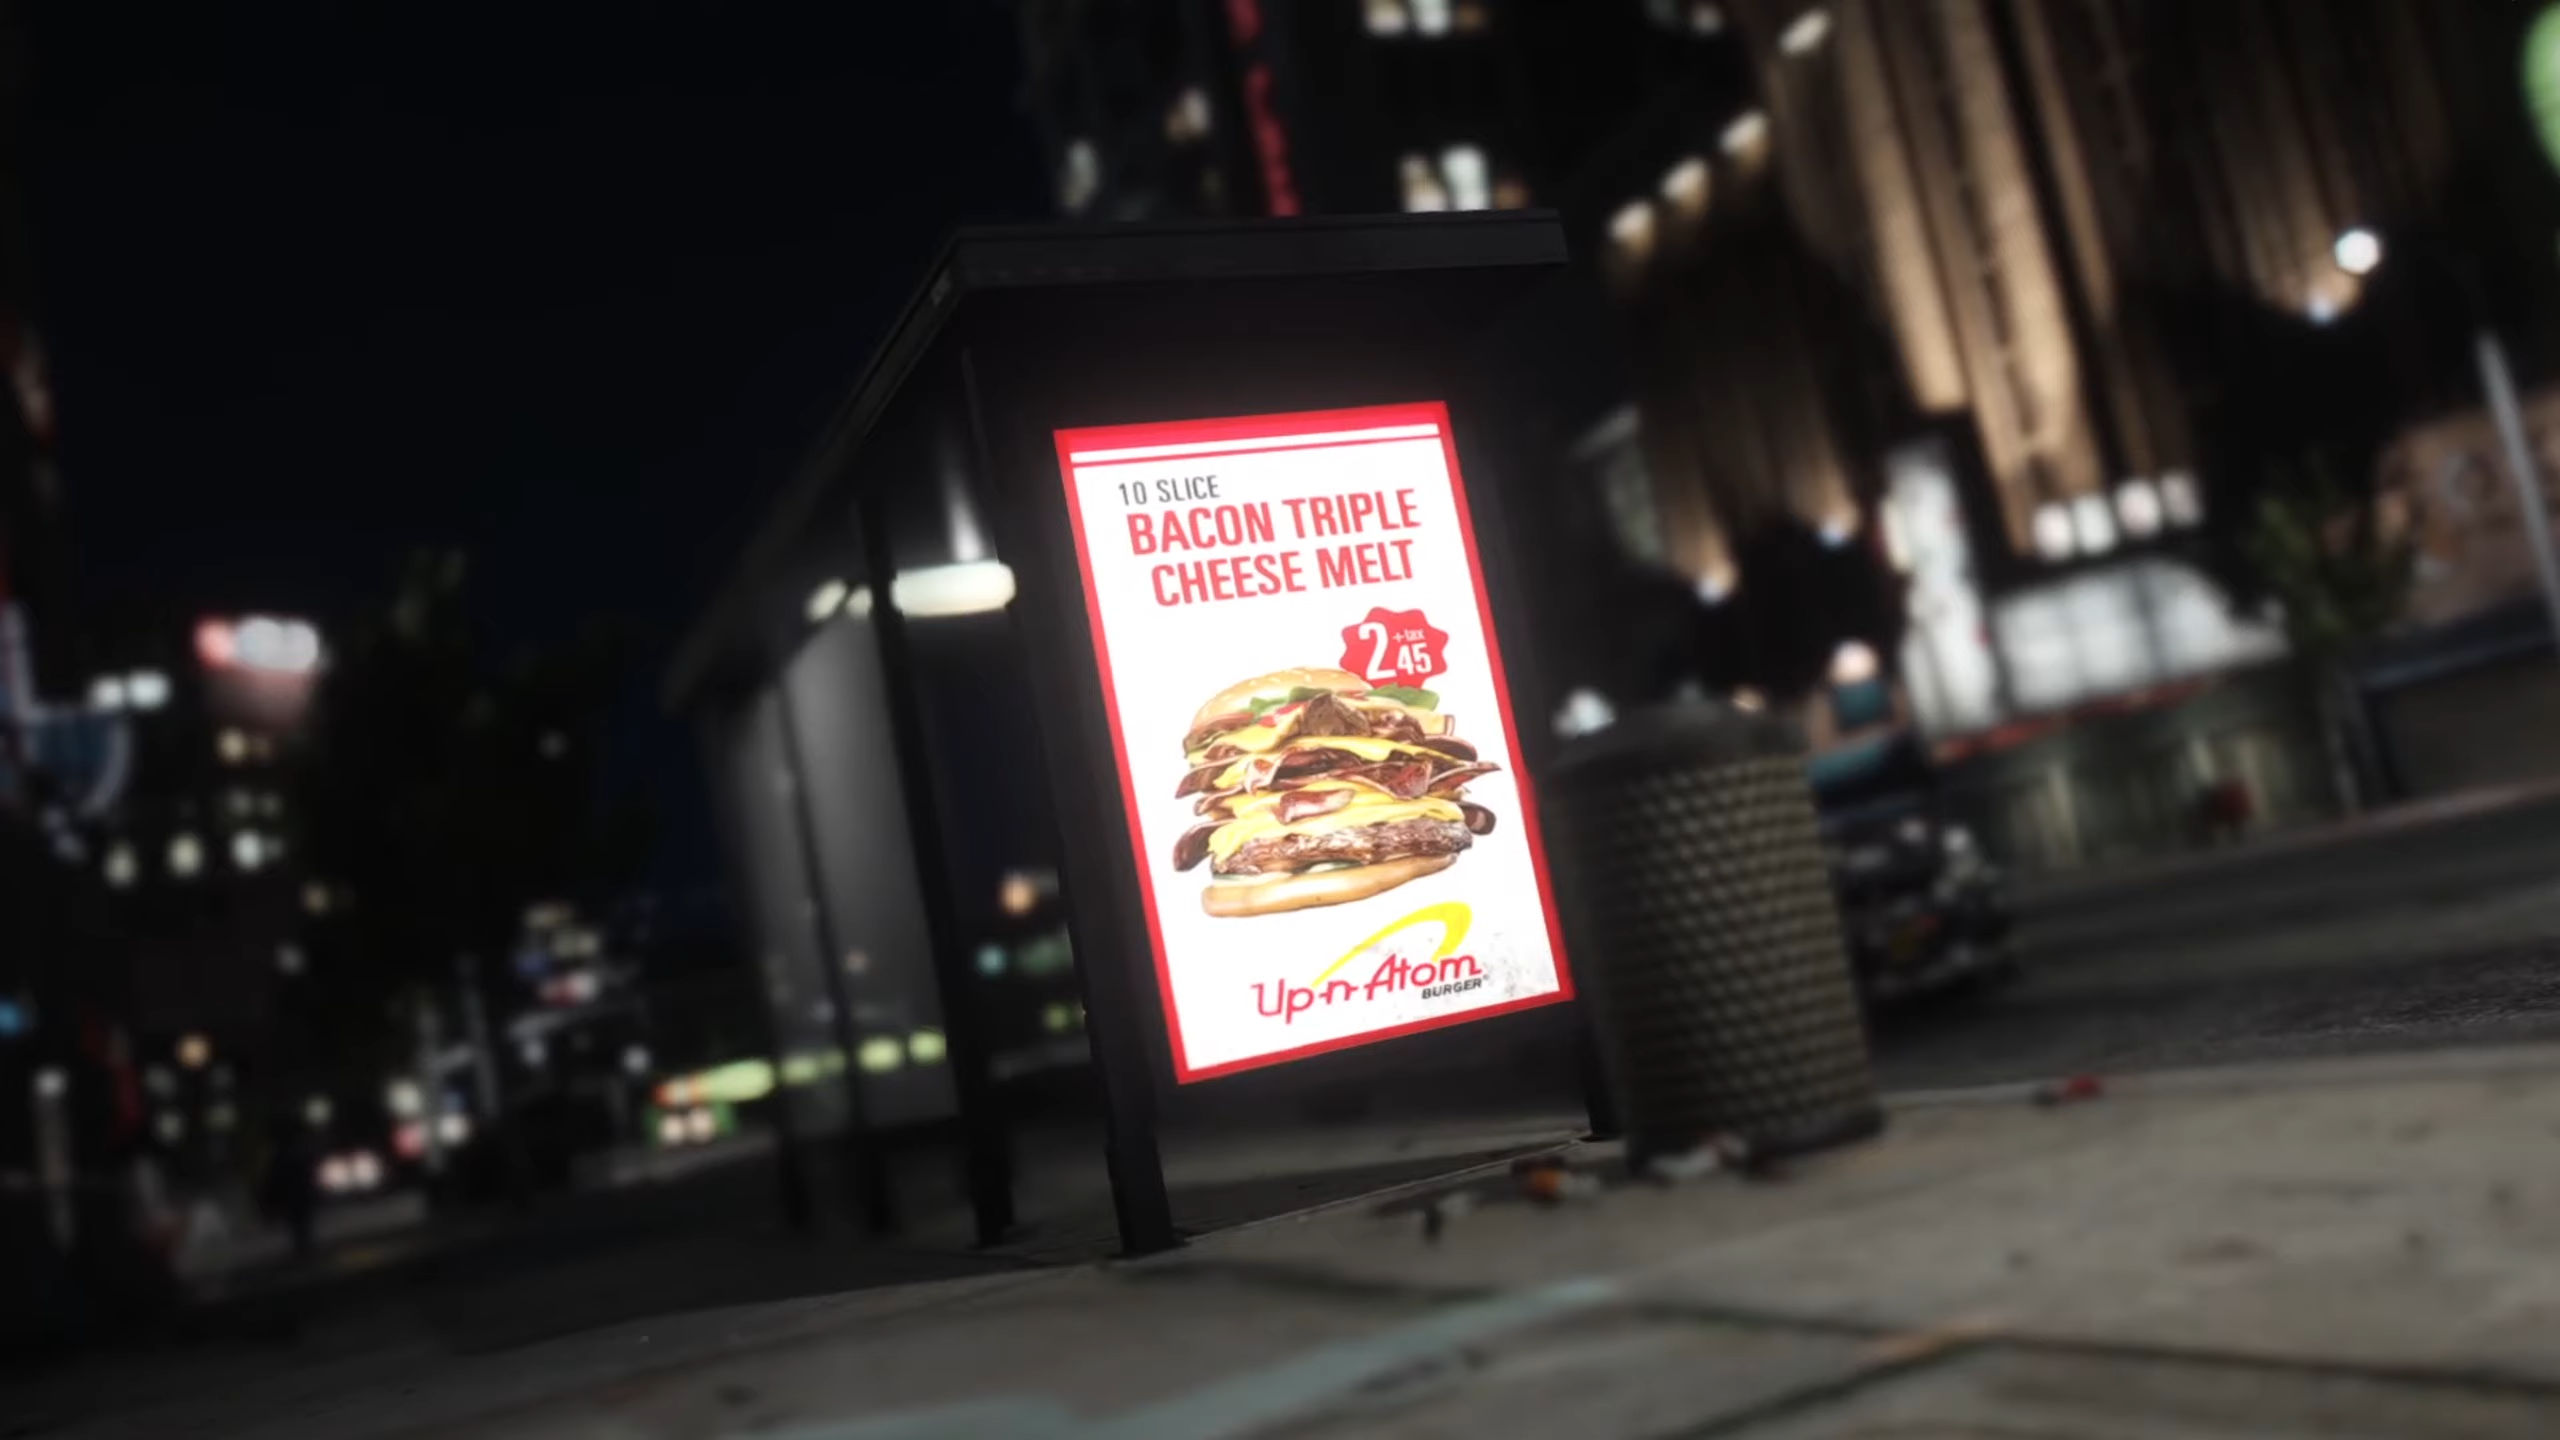 10 SLICE
BACON TRIPLE
CHEESE MELT
2 45 +tax
Up-n-Atom
BURGER